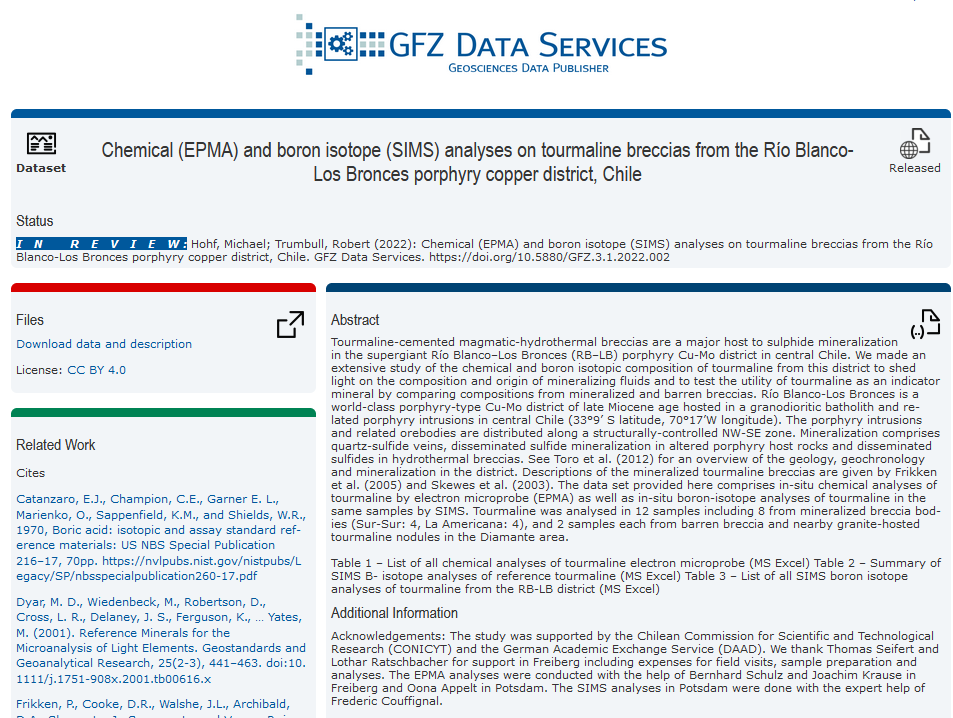 GFZ DATA SERVICES
GEOSCIENCES DATA PUBLISHER
Dataset
Chemical (EPMA) and boron isotope (SIMS) analyses on tourmaline breccias from the Río Blanco-
Los Bronces porphyry copper district, Chile
Released
Status
IN REVIEW: Hohf, Michael; Trumbull, Robert (2022): Chemical (EPMA) and boron isotope (SIMS) analyses on tourmaline breccias from the Río
Blanco-Los Bronces porphyry copper district, Chile. GFZ Data Services. https://doi.org/10.5880/GFZ.3.1.2022.002
Files
Download data and description
License: CC BY 4.0
Related Work
Cites
Catanzaro, E.J., Champion, C.E., Garner E. L.,
Marienko, O., Sappenfield, K.M., and Shields, W.R.,
1970, Boric acid: isotopic and assay standard ref-
erence materials: US NBS Special Publication
216–17, 70pp. https://nvlpubs.nist.gov/nistpubs/L
egacy/SP/nbsspecialpublication260-17.pdf
Dyar, M. D., Wiedenbeck, M., Robertson, D.,
Cross, L. R., Delaney, J. S., Ferguson, K., … Yates,
M. (2001). Reference Minerals for the
Microanalysis of Light Elements. Geostandards and
Geoanalytical Research, 25(2-3), 441–463. doi:10.
1111/j.1751-908x.2001.tb00616.x
Frikken, P., Cooke, D.R., Walshe, J.L., Archibald,
Abstract
Tourmaline-cemented magmatic-hydrothermal breccias are a major host to sulphide mineralization
in the supergiant Río Blanco–Los Bronces (RB–LB) porphyry Cu-Mo district in central Chile. We made an
extensive study of the chemical and boron isotopic composition of tourmaline from this district to shed
light on the composition and origin of mineralizing fluids and to test the utility of tourmaline as an indicator
mineral by comparing compositions from mineralized and barren breccias. Río Blanco-Los Bronces is a
world-class porphyry-type Cu-Mo district of late Miocene age hosted in a granodioritic batholith and re-
lated porphyry intrusions in central Chile (33°9′ S latitude, 70°17’W longitude). The porphyry intrusions
and related orebodies are distributed along a structurally-controlled NW-SE zone. Mineralization comprises
quartz-sulfide veins, disseminated sulfide mineralization in altered porphyry host rocks and disseminated
sulfides in hydrothermal breccias. See Toro et al. (2012) for an overview of the geology, geochronology
and mineralization in the district. Descriptions of the mineralized tourmaline breccias are given by Frikken
et al. (2005) and Skewes et al. (2003). The data set provided here comprises in-situ chemical analyses of
tourmaline by electron microprobe (EPMA) as well as in-situ boron-isotope analyses of tourmaline in the
same samples by SIMS. Tourmaline was analysed in 12 samples including 8 from mineralized breccia bod-
ies (Sur-Sur: 4, La Americana: 4), and 2 samples each from barren breccia and nearby granite-hosted
tourmaline nodules in the Diamante area.
Table 1 – List of all chemical analyses of tourmaline electron microprobe (MS Excel) Table 2 – Summary of
SIMS B- isotope analyses of reference tourmaline (MS Excel) Table 3 – List of all SIMS boron isotope
analyses of tourmaline from the RB-LB district (MS Excel)
Additional Information
Acknowledgements: The study was supported by the Chilean Commission for Scientific and Technological
Research (CONICYT) and the German Academic Exchange Service (DAAD). We thank Thomas Seifert and
Lothar Ratschbacher for support in Freiberg including expenses for field visits, sample preparation and
analyses. The EPMA analyses were conducted with the help of Bernhard Schulz and Joachim Krause in
Freiberg and Oona Appelt in Potsdam. The SIMS analyses in Potsdam were done with the expert help of
Frederic Couffignal.